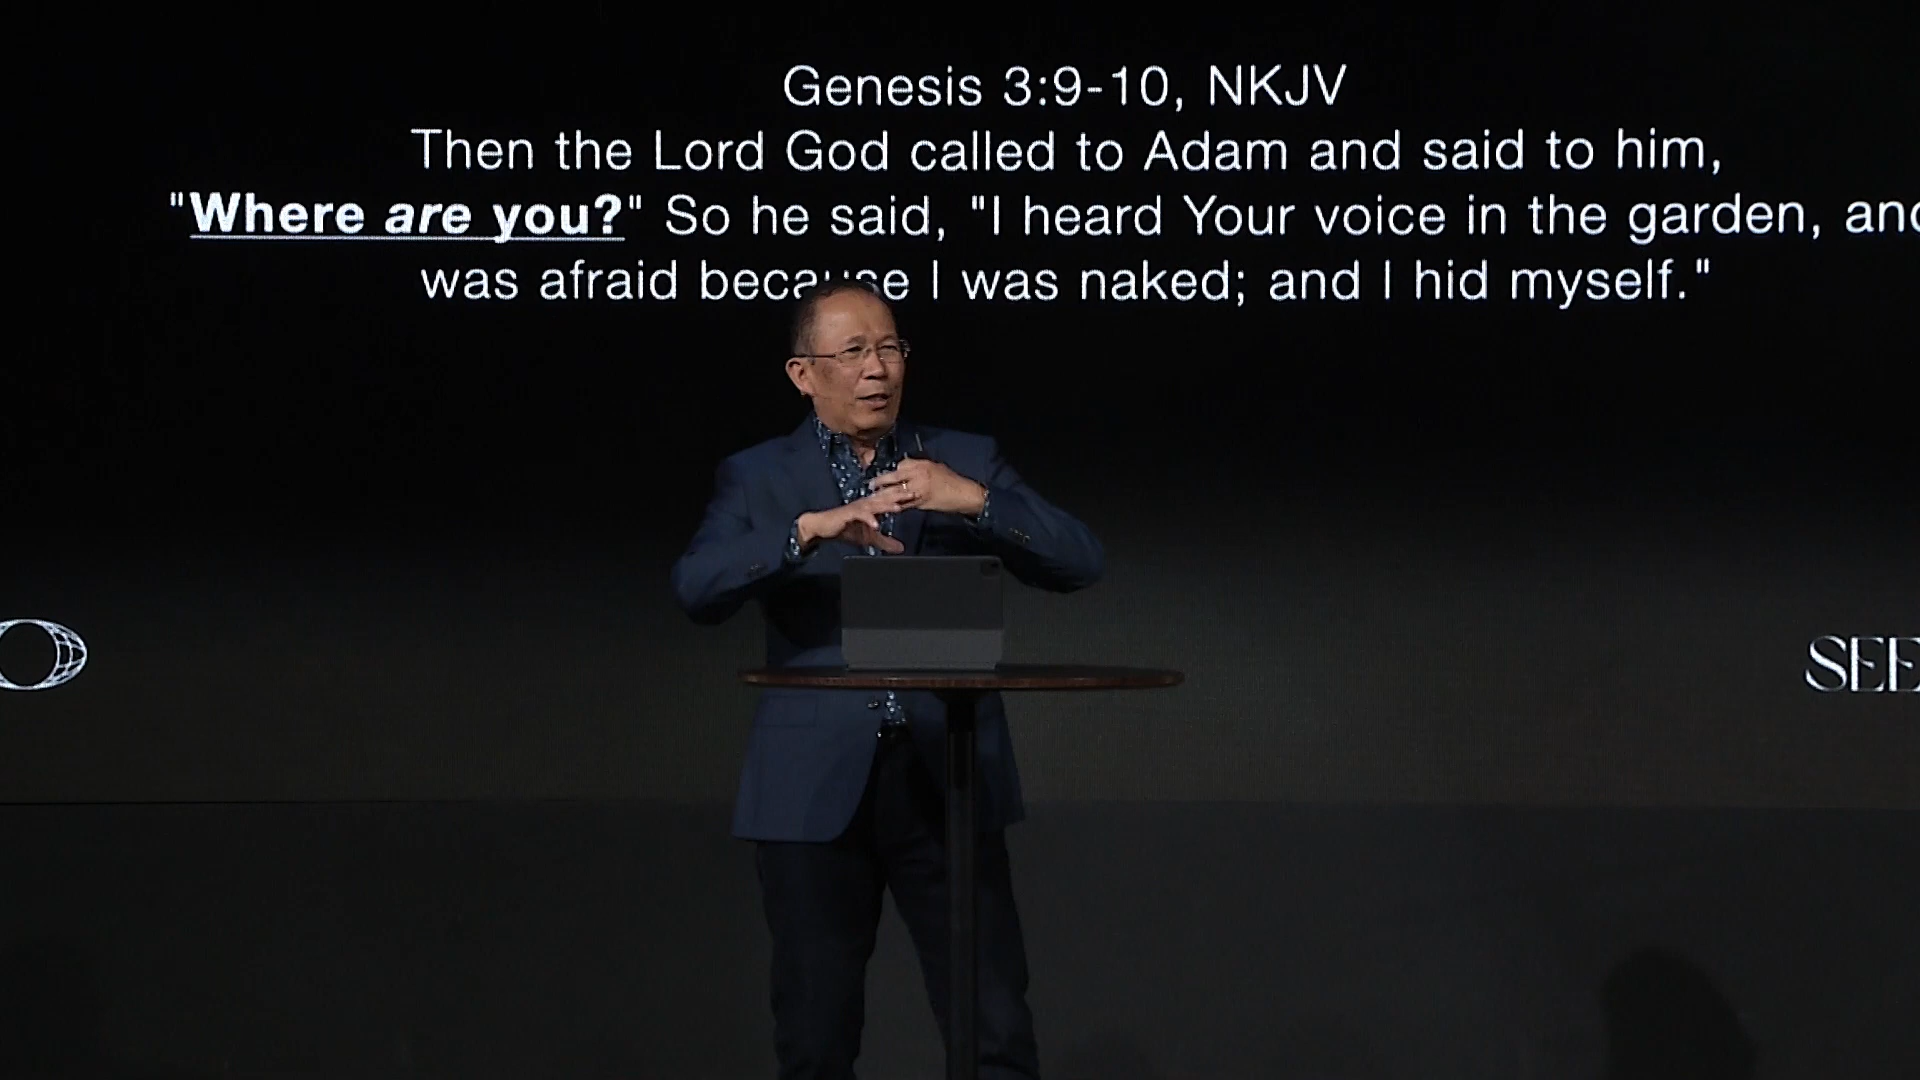 Genesis 3:9-10, NKJV
Then the Lord God called to Adam and said to him,
"Where are you?" So he said, "I heard Your voice in the garden, and
was afraid because I was naked; and I hid myself."
SEE